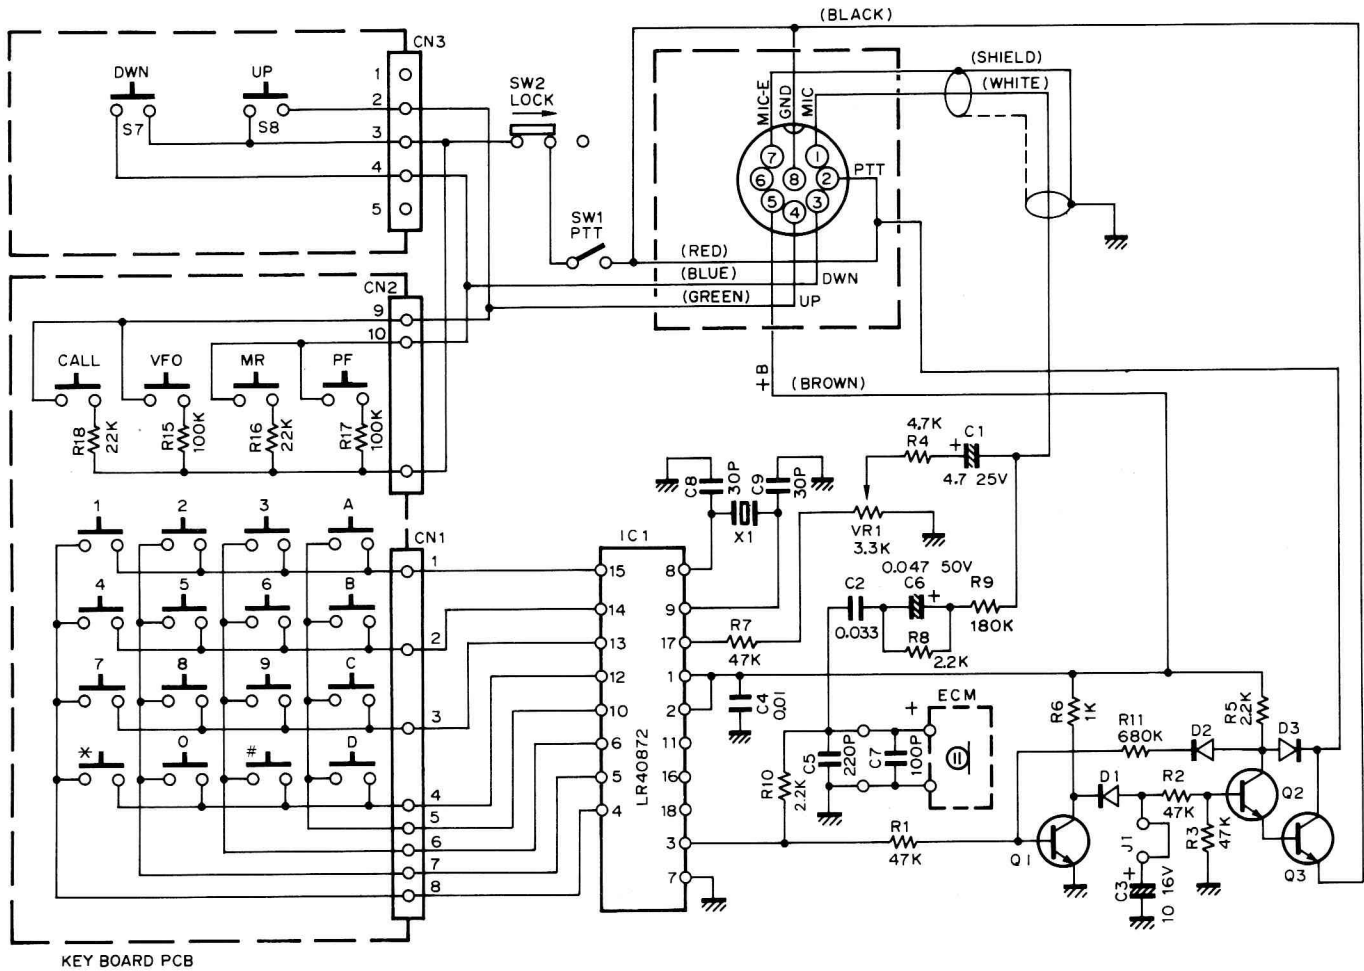 (BLACK)
CN3
DWN
UP
S7
S8
1
2
3
4
5
SW2
LOCK
SW1
PTT
(SHIELD)
(WHITE)
MIC-E
GND
MIC
7
1
6
8
2
5
4
3
PTT
(RED)
(BLUE)
(GREEN)
DWN
UP
+B
(BROWN)
CN2
9
10
CALL
VFO
MR
PF
R18
22K
R15
100K
R16
22K
R17
100K
CN1
1
2
3
A
4
5
6
B
7
8
9
C
*
0
#
D
1
2
3
4
5
6
7
8
KEY BOARD PCB
IC1
LR40872
15
14
13
12
10
6
5
4
8
9
17
1
2
11
16
18
3
7
C8
30P
C9
30P
X1
4.7K
R4
+
C1
4.7 25V
VR1
3.3K
0.047 50V
C2
0.033
C6
+
R9
180K
R8
2.2K
R7
47K
C4
0.01
R10
2.2K
C5
220P
C7
100P
+
ECM
R1
47K
R6
1K
R11
680K
D2
D3
R5
2.2K
D1
R2
47K
R3
47K
J1
C3
+
10 16V
Q1
Q2
Q3